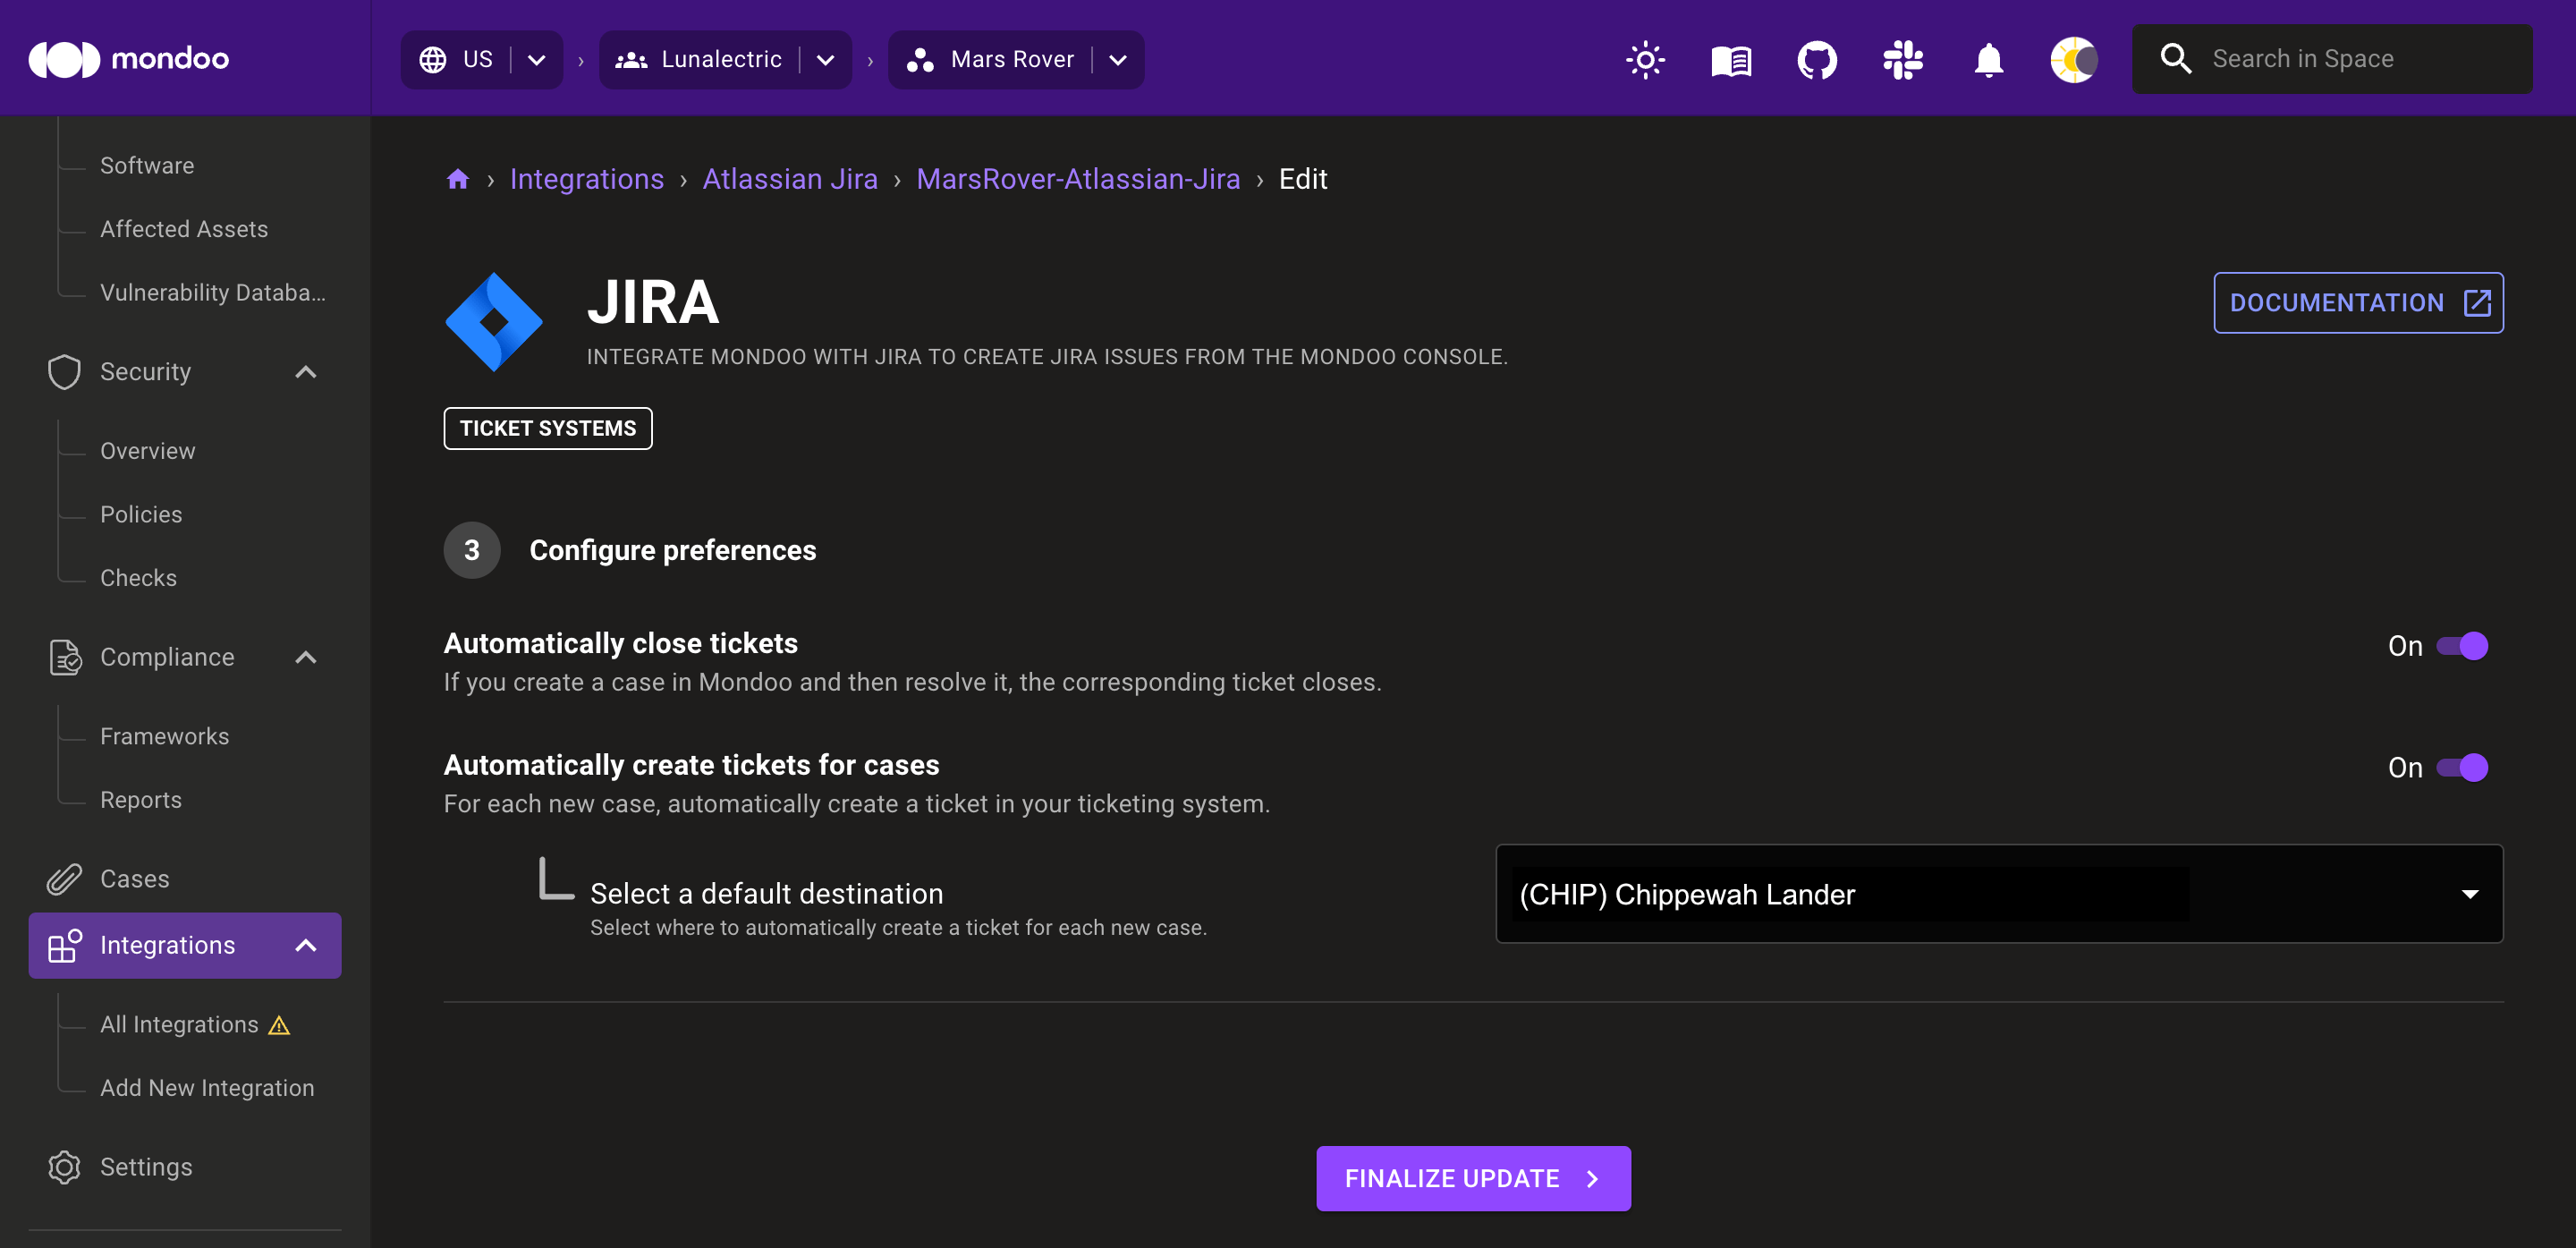 mondoo
US
Lunalectric
Mars Rover
Search in Space
Software
Affected Assets
Vulnerability Databa...
Security
Overview
Policies
Checks
Compliance
Frameworks
Reports
Cases
Integrations
All Integrations
Add New Integration
Settings
Integrations › Atlassian Jira › MarsRover-Atlassian-Jira › Edit
JIRA
INTEGRATE MONDOO WITH JIRA TO CREATE JIRA ISSUES FROM THE MONDOO CONSOLE.
DOCUMENTATION
TICKET SYSTEMS
3 Configure preferences
Automatically close tickets
On
If you create a case in Mondoo and then resolve it, the corresponding ticket closes.
Automatically create tickets for cases
On
For each new case, automatically create a ticket in your ticketing system.
Select a default destination
Select where to automatically create a ticket for each new case.
(CHIP) Chippewah Lander
FINALIZE UPDATE